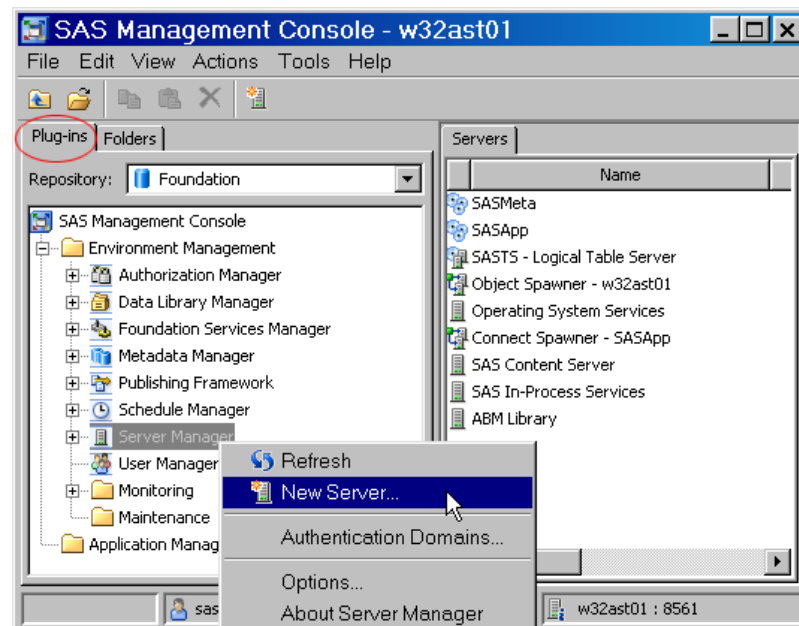 SAS Management Console - w32ast01
File Edit View Actions Tools Help
Plug-ins Folders
Repository: Foundation
SAS Management Console
Environment Management
Authorization Manager
Data Library Manager
Foundation Services Manager
Metadata Manager
Publishing Framework
Schedule Manager
Server Manager
User Manager
Monitoring
Maintenance
Application Manag
Servers
Name
SASMeta
SASApp
SASTS - Logical Table Server
Object Spawner - w32ast01
Operating System Services
Connect Spawner - SASApp
SAS Content Server
SAS In-Process Services
ABM Library
Refresh
New Server...
Authentication Domains...
Options...
About Server Manager
sas
w32ast01 : 8561